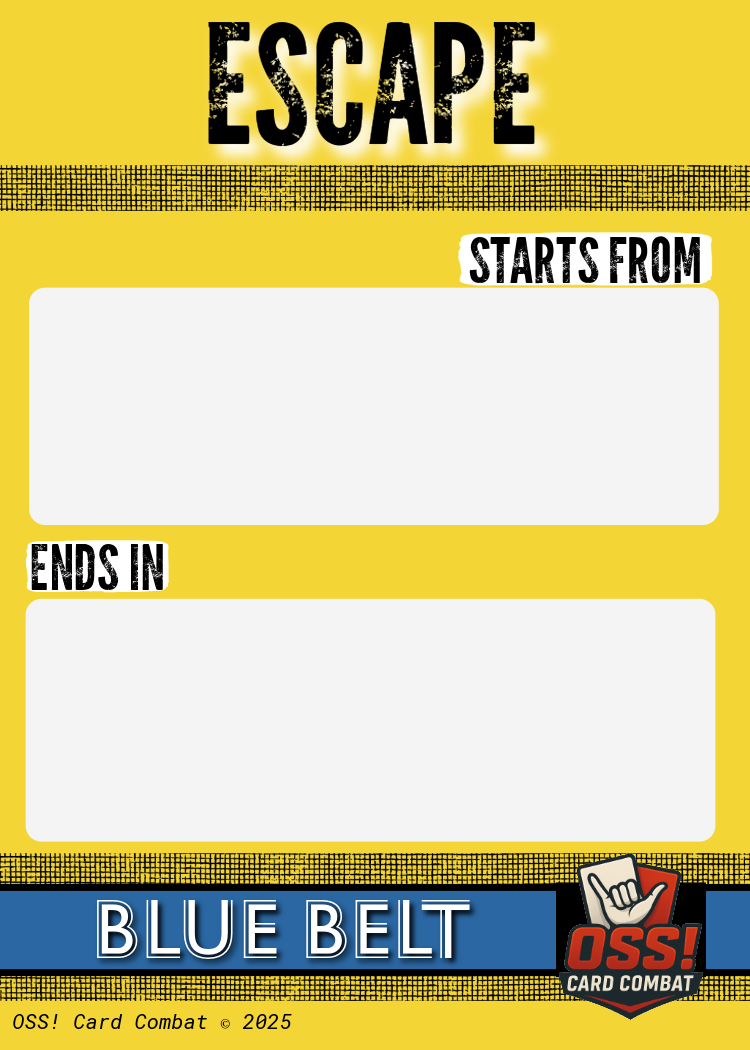 ESCAPE
STARTS FROM
ENDS IN
BLUE BELT
OSS!
CARD COMBAT
OSS! Card Combat © 2025